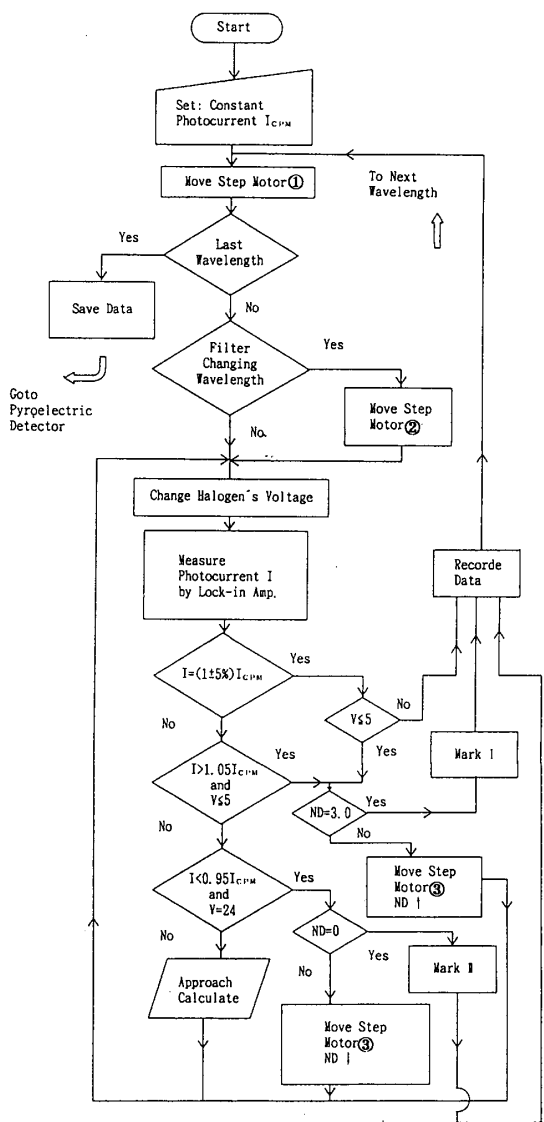 Start
Set: Constant
Photocurrent I_CPM
Move Step Motor①
To Next
Wavelength
Yes
Last
Wavelength
Save Data
No
Filter
Changing
Wavelength
Yes
Goto
Pyroelectric
Detector
Move Step
Motor②
No
Change Halogen's Voltage
Measure
Photocurrent I
by Lock-in Amp.
Recorde
Data
I=(1±5%)I_CPM
Yes
No
V≦5
No
Yes
Mark I
I>1.05I_CPM
and
V≦5
Yes
ND=3.0
Yes
No
No
Move Step
Motor③
ND ↑
I<0.95I_CPM
and
V=24
Yes
ND=0
Yes
Mark Ⅱ
No
No
Approach
Calculate
Move Step
Motor③
ND ↓